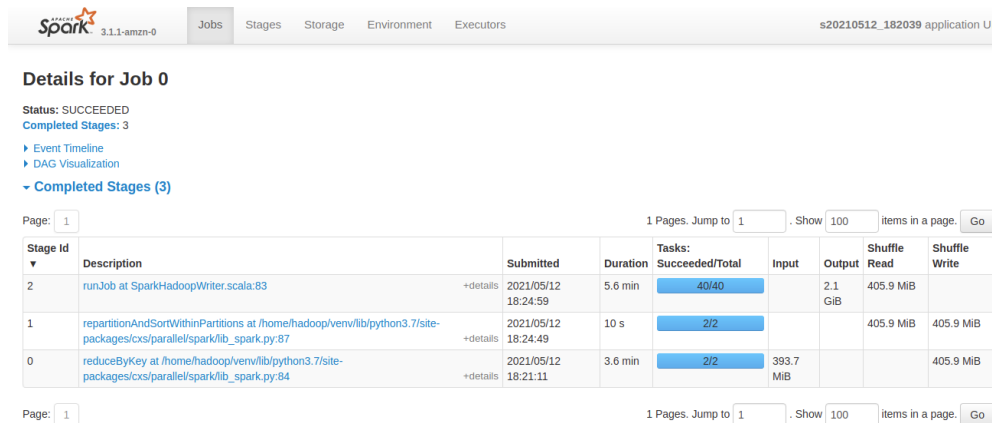 APACHE
Spark 3.1.1-amzn-0 Jobs Stages Storage Environment Executors s20210512_182039 application U
Details for Job 0
Status: SUCCEEDED
Completed Stages: 3
Event Timeline
DAG Visualization
Completed Stages (3)
Page: 1 1 Pages. Jump to 1 . Show 100 items in a page. Go
Stage Id ▼ Description Submitted Duration Tasks: Succeeded/Total Input Output Shuffle Read Shuffle Write
2 runJob at SparkHadoopWriter.scala:83 +details 2021/05/12 18:24:59 5.6 min 40/40 2.1 GiB 405.9 MiB
1 repartitionAndSortWithinPartitions at /home/hadoop/venv/lib/python3.7/site-packages/cxs/parallel/spark/lib_spark.py:87 +details 2021/05/12 18:24:49 10 s 2/2 405.9 MiB 405.9 MiB
0 reduceByKey at /home/hadoop/venv/lib/python3.7/site-packages/cxs/parallel/spark/lib_spark.py:84 +details 2021/05/12 18:21:11 3.6 min 2/2 393.7 MiB 405.9 MiB
Page: 1 1 Pages. Jump to 1 . Show 100 items in a page. Go